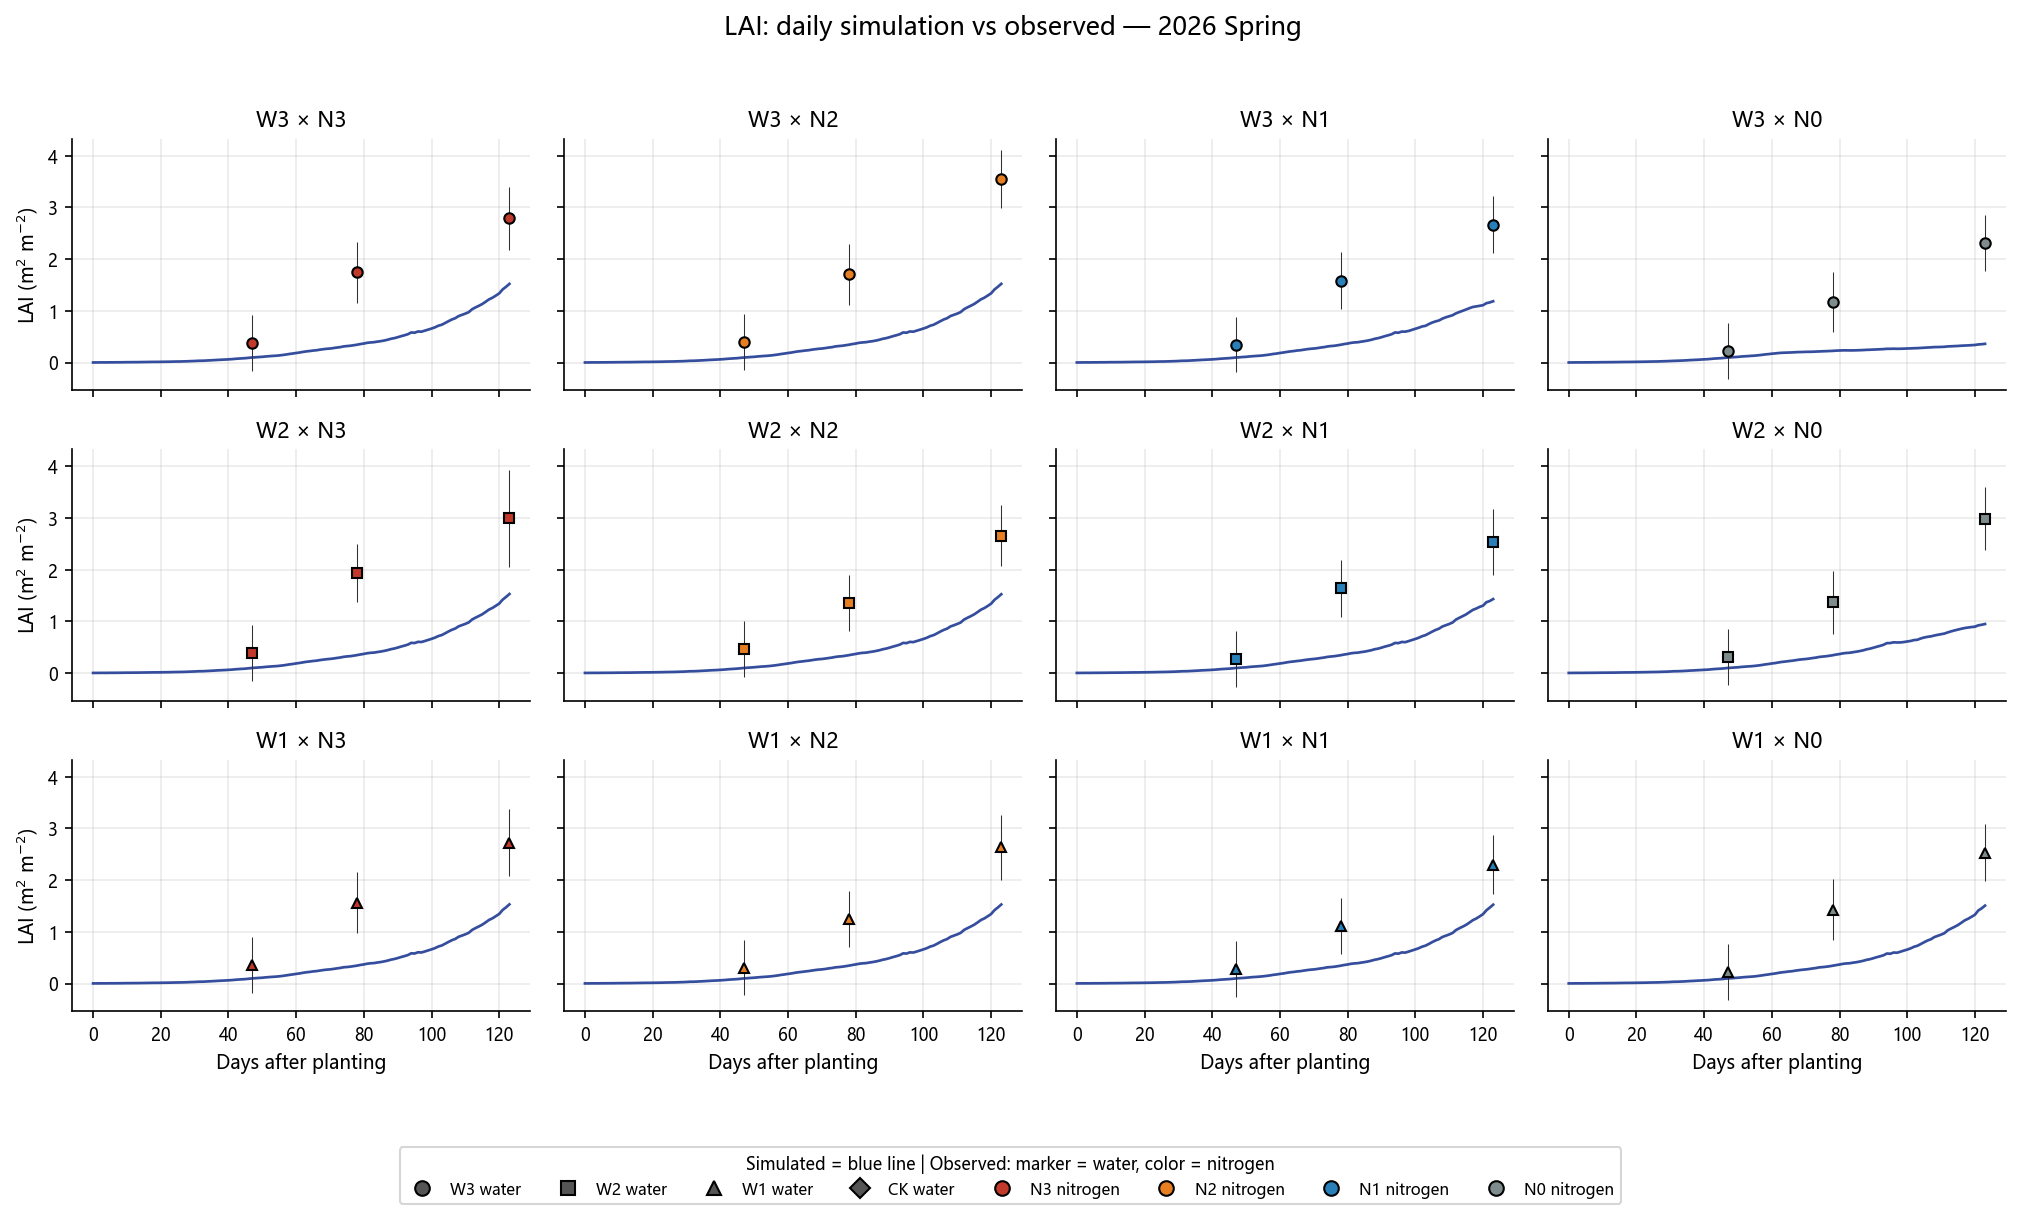 LAI: daily simulation vs observed — 2026 Spring
W3 × N3
W3 × N2
W3 × N1
W3 × N0
LAI (m² m⁻²)
4
3
2
1
0
W2 × N3
W2 × N2
W2 × N1
W2 × N0
LAI (m² m⁻²)
4
3
2
1
0
W1 × N3
W1 × N2
W1 × N1
W1 × N0
LAI (m² m⁻²)
4
3
2
1
0
0 20 40 60 80 100 120
0 20 40 60 80 100 120
0 20 40 60 80 100 120
0 20 40 60 80 100 120
Days after planting
Days after planting
Days after planting
Days after planting
Simulated = blue line | Observed: marker = water, color = nitrogen
W3 water W2 water W1 water CK water N3 nitrogen N2 nitrogen N1 nitrogen N0 nitrogen